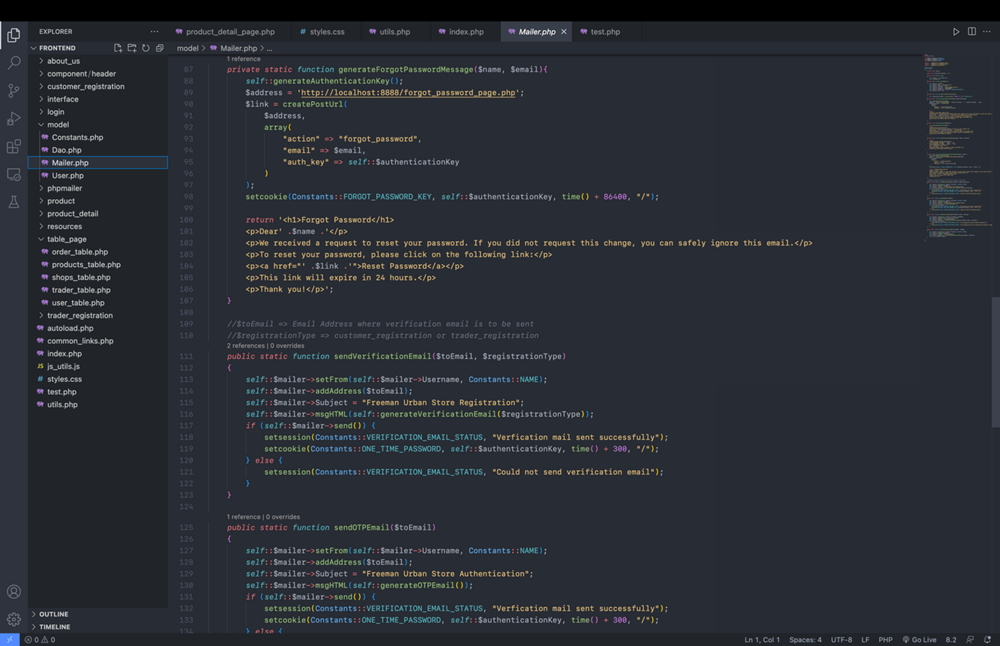 EXPLORER
···
product_detail_page.php
# styles.css
utils.php
index.php
Mailer.php ×
test.php
···
FRONTEND
model > Mailer.php > ...
about_us
component/header
customer_registration
interface
login
model
Constants.php
Dao.php
Mailer.php
User.php
phpmailer
product
product_detail
resources
table_page
order_table.php
products_table.php
shops_table.php
trader_table.php
user_table.php
trader_registration
autoload.php
common_links.php
index.php
JS js_utils.js
# styles.css
test.php
utils.php
OUTLINE
TIMELINE
1 reference
87 private static function generateForgotPasswordMessage($name, $email){
88 self::generateAuthenticationKey();
89 $address = 'http://localhost:8888/forgot_password_page.php';
90 $link = createPostUrl(
91 $address,
92 array(
93 "action" => "forgot_password",
94 "email" => $email,
95 "auth_key" => self::$authenticationKey
96 )
97 );
98 setcookie(Constants::FORGOT_PASSWORD_KEY, self::$authenticationKey, time() + 86400, "/");
99
100 return '<h1>Forgot Password</h1>
101 <p>Dear' .$name .'</p>
102 <p>We received a request to reset your password. If you did not request this change, you can safely ignore this email.</p>
103 <p>To reset your password, please click on the following link:</p>
104 <p><a href="' .$link .'">Reset Password</a></p>
105 <p>This link will expire in 24 hours.</p>
106 <p>Thank you!</p>';
107 }
108
109 //$toEmail => Email Address where verification email is to be sent
110 //$registrationType => customer_registration or trader_registration
2 references | 0 overrides
111 public static function sendVerificationEmail($toEmail, $registrationType)
112 {
113 self::$mailer->setFrom(self::$mailer->Username, Constants::NAME);
114 self::$mailer->addAddress($toEmail);
115 self::$mailer->Subject = "Freeman Urban Store Registration";
116 self::$mailer->msgHTML(self::generateVerificationEmail($registrationType));
117 if (self::$mailer->send()) {
118 setsession(Constants::VERIFICATION_EMAIL_STATUS, "Verfication mail sent successfully");
119 setcookie(Constants::ONE_TIME_PASSWORD, self::$authenticationKey, time() + 300, "/");
120 } else {
121 setsession(Constants::VERIFICATION_EMAIL_STATUS, "Could not send verification email");
122 }
123 }
124
1 reference | 0 overrides
125 public static function sendOTPEmail($toEmail)
126 {
127 self::$mailer->setFrom(self::$mailer->Username, Constants::NAME);
128 self::$mailer->addAddress($toEmail);
129 self::$mailer->Subject = "Freeman Urban Store Authentication";
130 self::$mailer->msgHTML(self::generateOTPEmail());
131 if (self::$mailer->send()) {
132 setsession(Constants::VERIFICATION_EMAIL_STATUS, "Verfication mail sent successfully");
133 setcookie(Constants::ONE_TIME_PASSWORD, self::$authenticationKey, time() + 300, "/");
134 } else {
0 0
Ln 1, Col 1 Spaces: 4 UTF-8 LF PHP Go Live 8.2